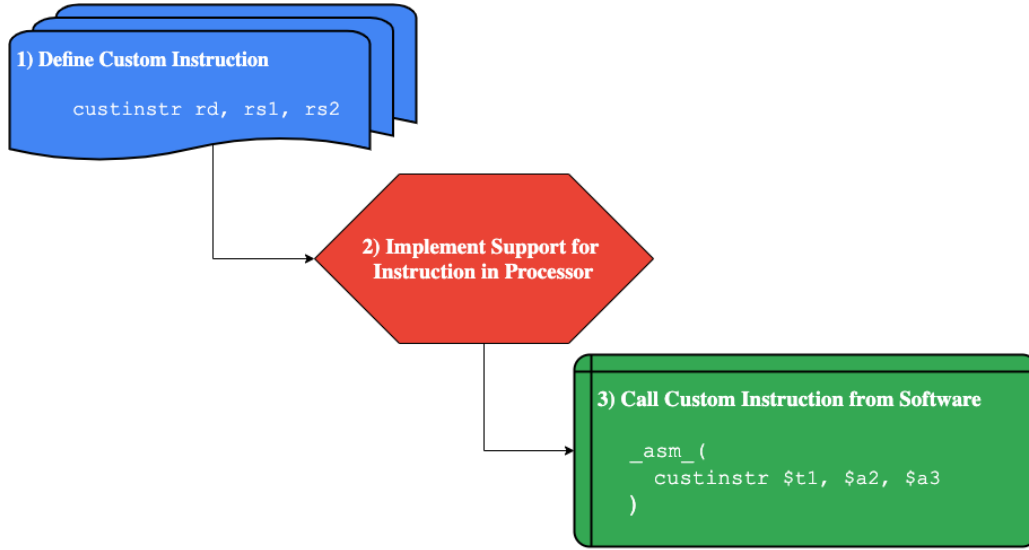 1) Define Custom Instruction
custinstr rd, rs1, rs2
2) Implement Support for
Instruction in Processor
3) Call Custom Instruction from Software
_asm_(
custinstr $t1, $a2, $a3
)